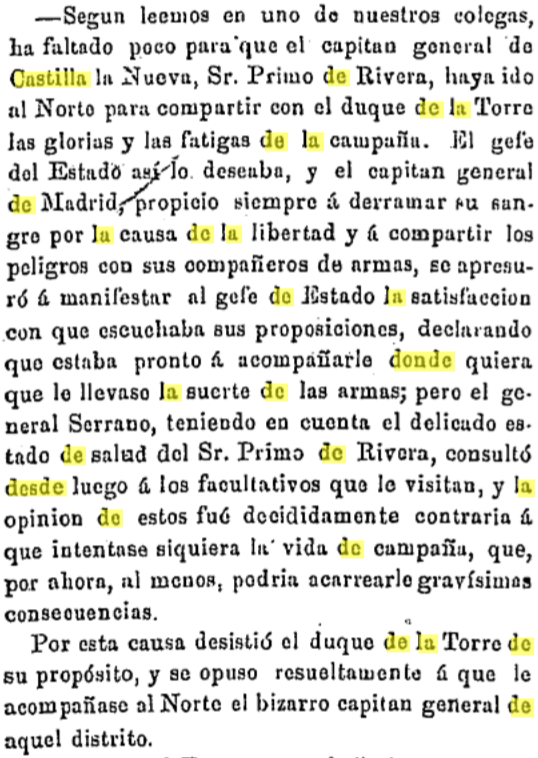 —Segun leemos en uno de nuestros colegas,
ha faltado poco para que el capitan general de
Castilla la Nueva, Sr. Primo de Rivera, haya ido
al Norte para compartir con el duque de la Torre
las glorias y las fatigas de la campaña. El gefe
del Estado así lo deseaba, y el capitan general
de Madrid, propicio siempre á derramar su san-
gre por la causa de la libertad y á compartir los
peligros con sus compañeros de armas, se apresu-
ró á manifestar al gefe de Estado la satisfaccion
con que escuchaba sus proposiciones, declarando
que estaba pronto á acompañarle donde quiera
que le llevase la suerte de las armas; pero el ge-
neral Serrano, teniendo en cuenta el delicado es-
tado de salud del Sr. Primo de Rivera, consultó
desde luego á los facultativos que le visitan, y la
opinion de estos fué decididamente contraria á
que intentase siquiera la vida de campaña, que,
por ahora, al menos, podria acarrearle gravísimas
consecuencias.
Por esta causa desistió el duque de la Torre de
su propósito, y se opuso resueltamente á que le
acompañase al Norte el bizarro capitan general de
aquel distrito.